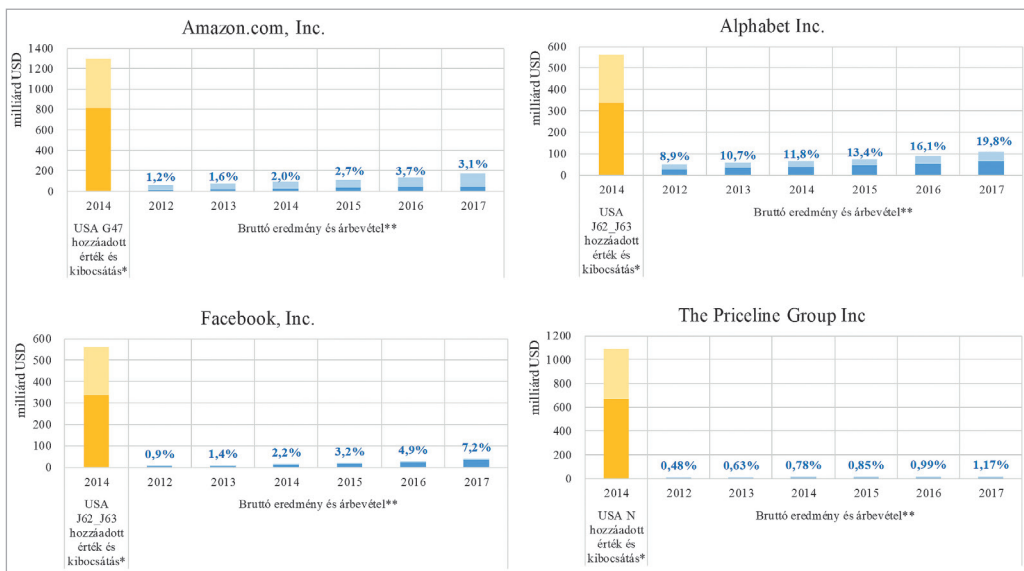 Amazon.com, Inc.
milliárd USD
1400
1200
1000
800
600
400
200
0
1,2% 1,6% 2,0% 2,7% 3,7% 3,1%
2014 2012 2013 2014 2015 2016 2017
USA G47
hozzáadott
érték és
kibocsátás*
Bruttó eredmény és árbevétel**
Alphabet Inc.
milliárd USD
600
500
400
300
200
100
0
8,9% 10,7% 11,8% 13,4% 16,1% 19,8%
2014 2012 2013 2014 2015 2016 2017
USA
J62_J63
hozzáadott
érték és
kibocsátás*
Bruttó eredmény és árbevétel**
Facebook, Inc.
milliárd USD
600
500
400
300
200
100
0
0,9% 1,4% 2,2% 3,2% 4,9% 7,2%
2014 2012 2013 2014 2015 2016 2017
USA
J62_J63
hozzáadott
érték és
kibocsátás*
Bruttó eredmény és árbevétel**
The Priceline Group Inc
milliárd USD
1200
1000
800
600
400
200
0
0,48% 0,63% 0,78% 0,85% 0,99% 1,17%
2014 2012 2013 2014 2015 2016 2017
USA N
hozzáadott
érték és
kibocsátás*
Bruttó eredmény és árbevétel**